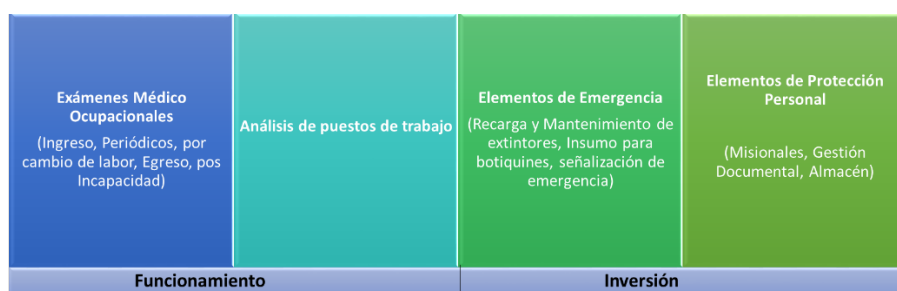 Exámenes Médico
Ocupacionales
(Ingreso, Periódicos, por
cambio de labor, Egreso, pos
Incapacidad)
Análisis de puestos de trabajo
Elementos de Emergencia
(Recarga y Mantenimiento de
extintores, Insumo para
botiquines, señalización de
emergencia)
Elementos de Protección
Personal
(Misionales, Gestión
Documental, Almacén)
Funcionamiento
Inversión